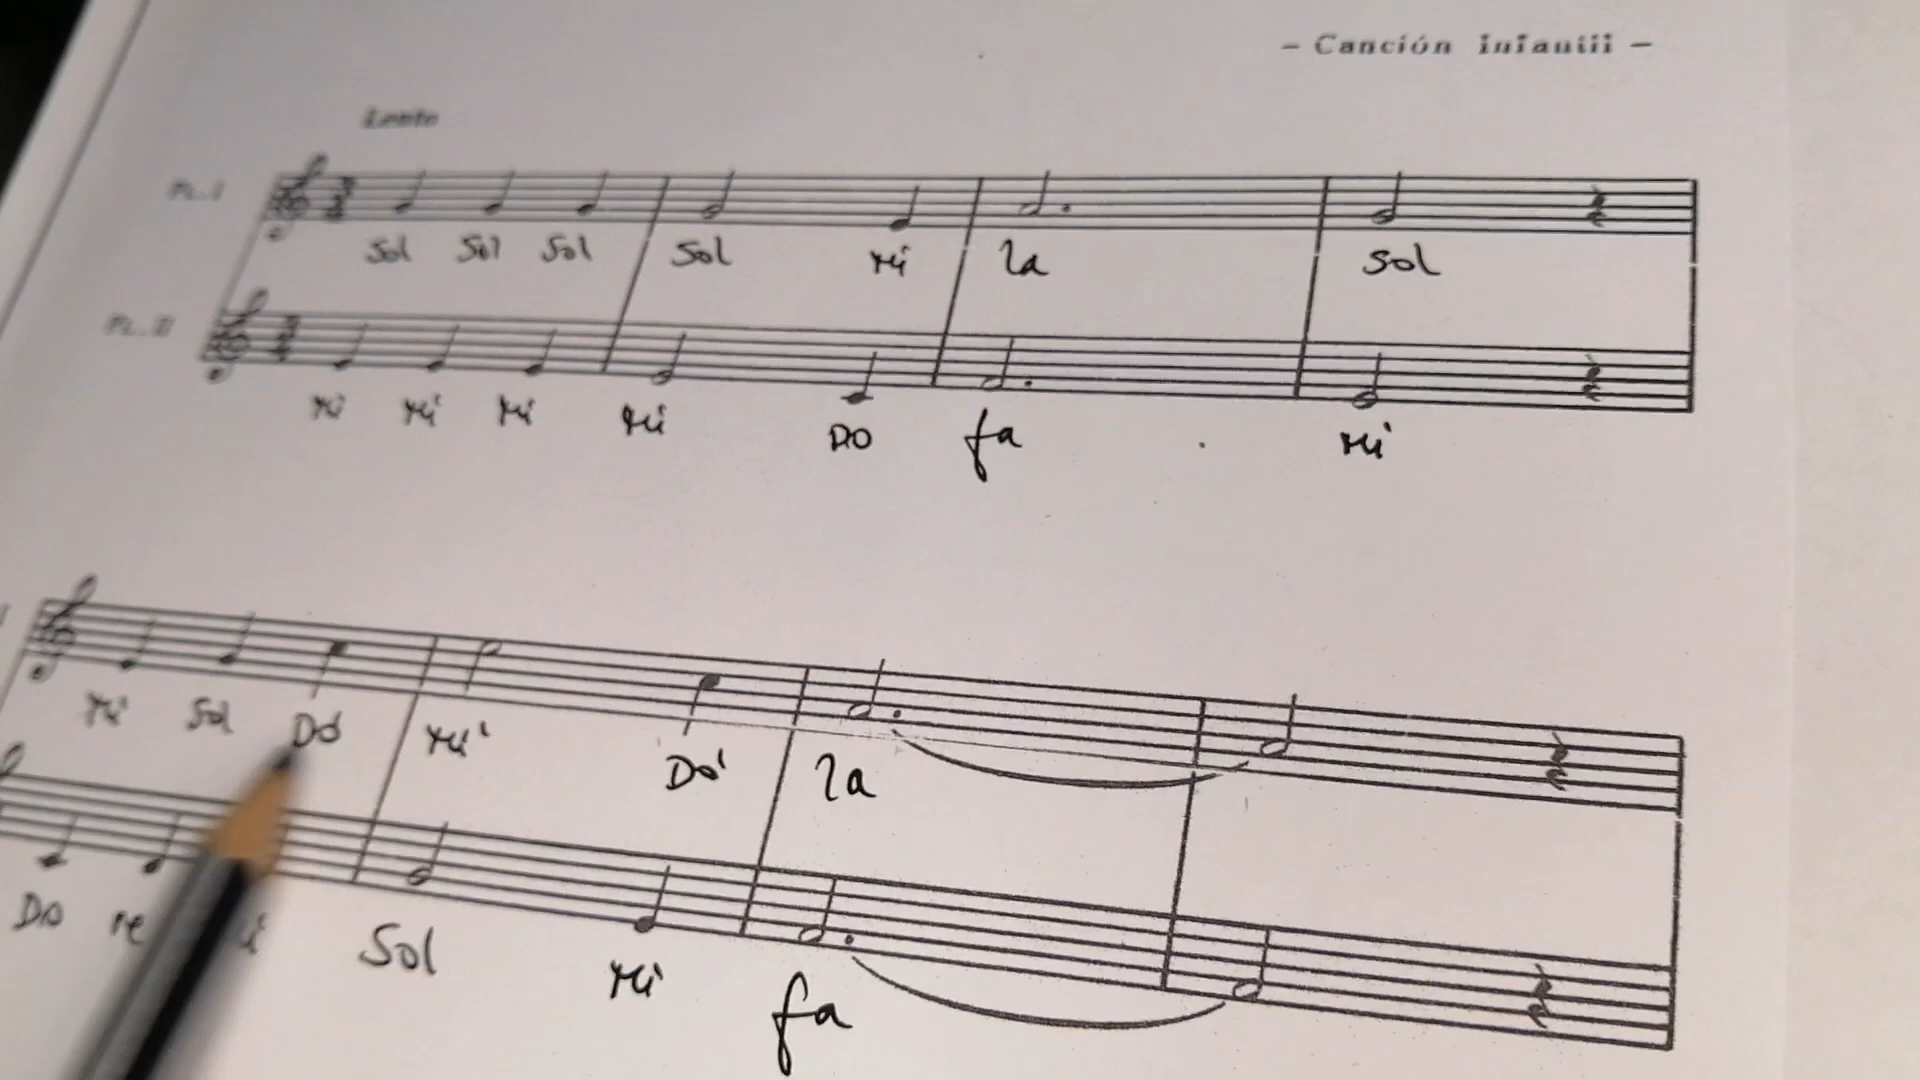 – Canción Infantil –
Lento
FL. I
Sol Sol Sol Sol Mi la Sol
FL. II
Mi Mi Mi Mi Do fa Mi
Mi Sol Do' Mi' Do' la
Do re Sol Mi fa